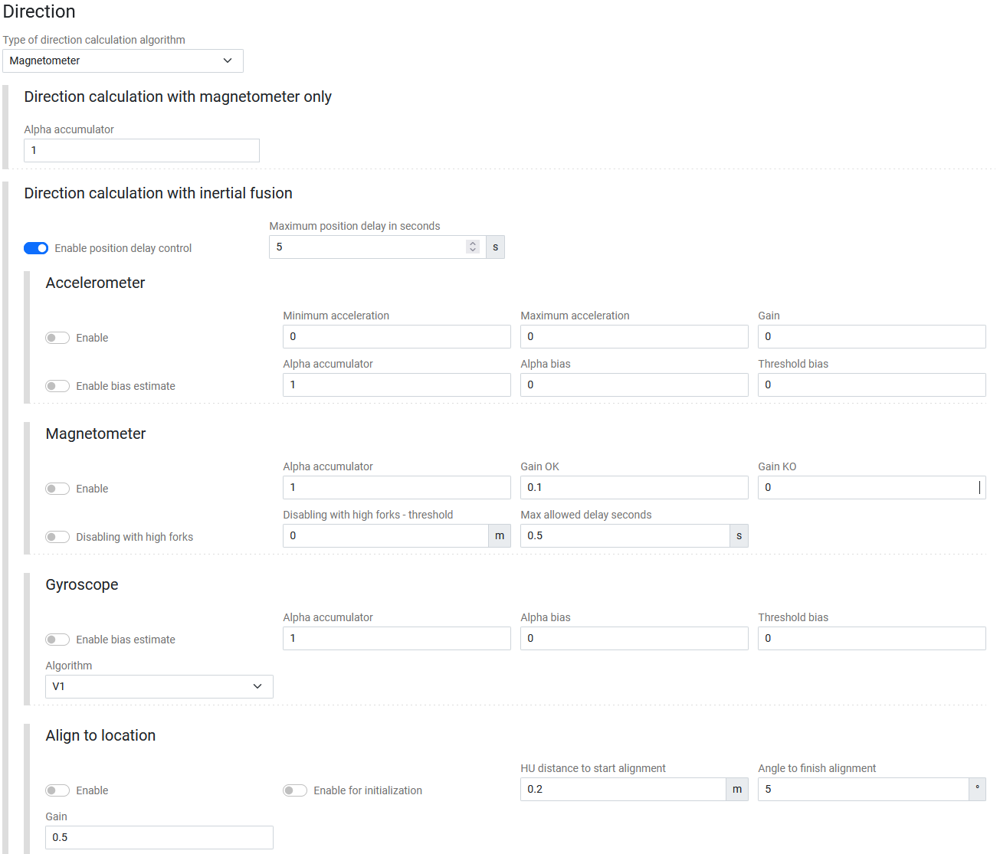 Direction
Type of direction calculation algorithm
Magnetometer
Direction calculation with magnetometer only
Alpha accumulator
1
Direction calculation with inertial fusion
Maximum position delay in seconds
Enable position delay control
5 s
Accelerometer
Minimum acceleration Maximum acceleration Gain
Enable 0 0 0
Alpha accumulator Alpha bias Threshold bias
Enable bias estimate 1 0 0
Magnetometer
Alpha accumulator Gain OK Gain KO
Enable 1 0.1 0
Disabling with high forks - threshold Max allowed delay seconds
Disabling with high forks 0 m 0.5 s
Gyroscope
Alpha accumulator Alpha bias Threshold bias
Enable bias estimate 1 0 0
Algorithm
V1
Align to location
HU distance to start alignment Angle to finish alignment
Enable Enable for initialization 0.2 m 5 °
Gain
0.5